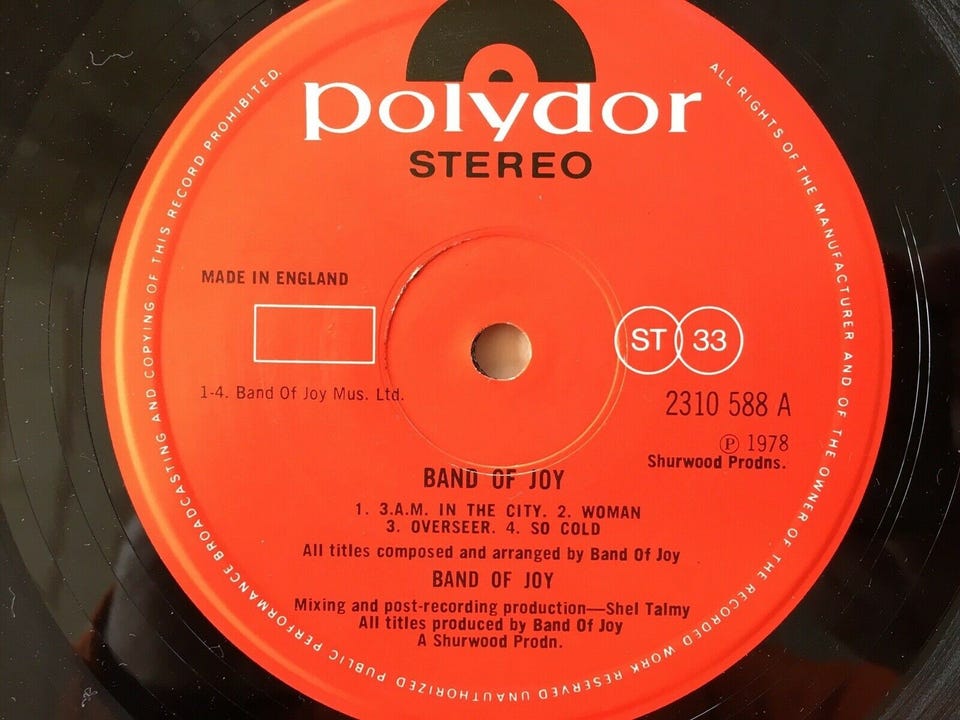 polydor
STEREO
MADE IN ENGLAND
ST 33
1-4. Band Of Joy Mus. Ltd.
2310 588 A
Ⓟ 1978
Shurwood Prodns.
BAND OF JOY
1. 3.A.M. IN THE CITY. 2. WOMAN
3. OVERSEER. 4. SO COLD
All titles composed and arranged by Band Of Joy
BAND OF JOY
Mixing and post-recording production—Shel Talmy
All titles produced by Band Of Joy
A Shurwood Prodn.
ALL RIGHTS OF THE MANUFACTURER AND OF THE OWNER OF THE RECORDED WORK RESERVED UNAUTHORIZED PUBLIC PERFORMANCE BROADCASTING AND COPYING OF THIS RECORD PROHIBITED.